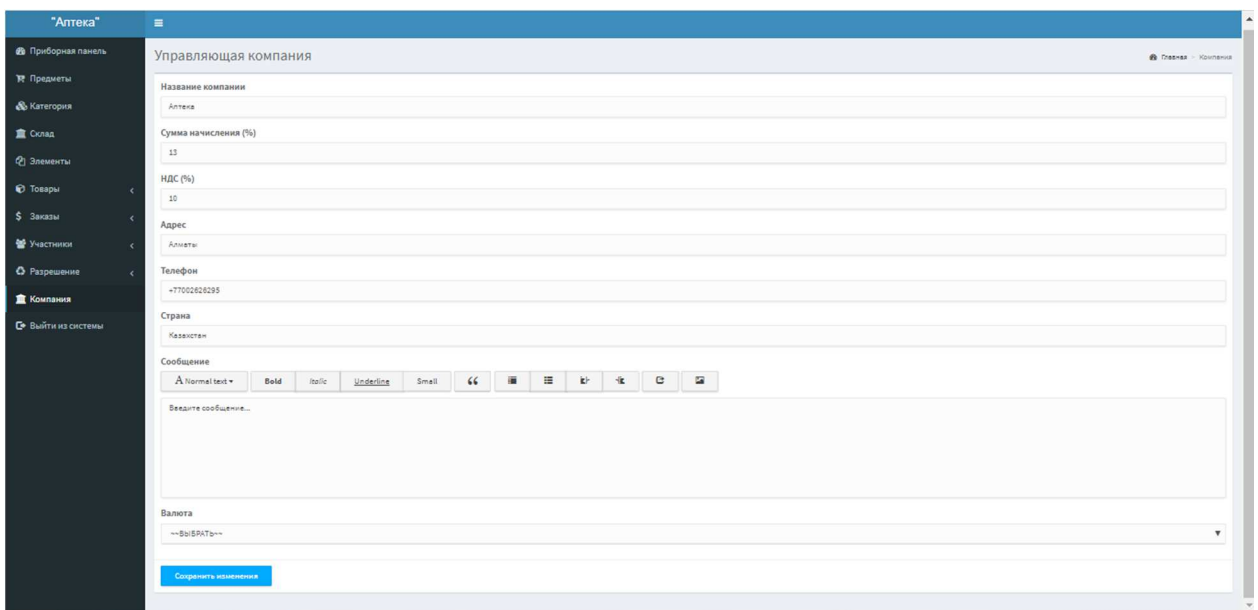 "Аптека"
Приборная панель
Предметы
Категория
Склад
Элементы
Товары
Заказы
Участники
Разрешение
Компания
Выйти из системы
Управляющая компания
Главная > Компания
Название компании
Аптека
Сумма начисления (%)
13
НДС (%)
10
Адрес
Алматы
Телефон
+77002626295
Страна
Казахстан
Сообщение
A Normal text Bold Italic Underline Small
Введите сообщение...
Валюта
~~ВЫБРАТЬ~~
Сохранить изменения